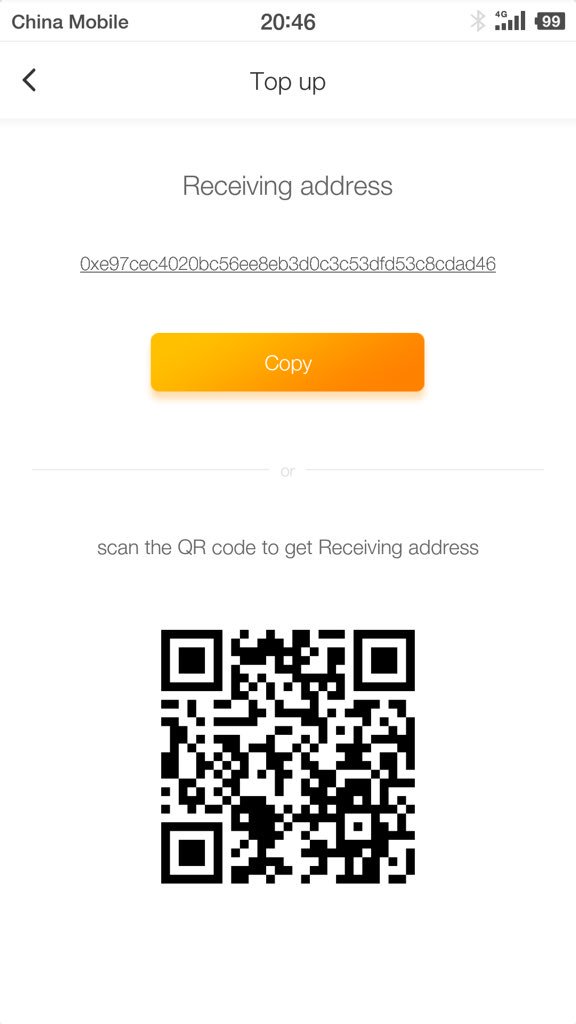 China Mobile 20:46 4G 99
Top up
Receiving address
0xe97cec4020bc56ee8eb3d0c3c53dfd53c8cdad46
Copy
or
scan the QR code to get Receiving address